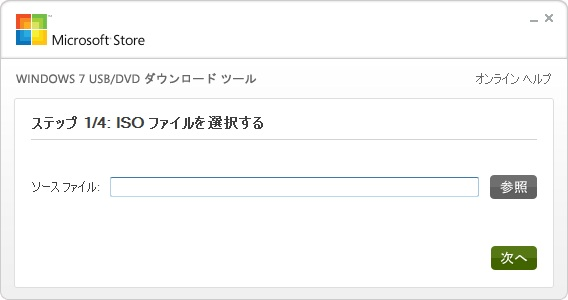 Microsoft Store
WINDOWS 7 USB/DVD ダウンロード ツール
オンライン ヘルプ
ステップ 1/4: ISO ファイルを選択する
ソース ファイル:
参照
次へ